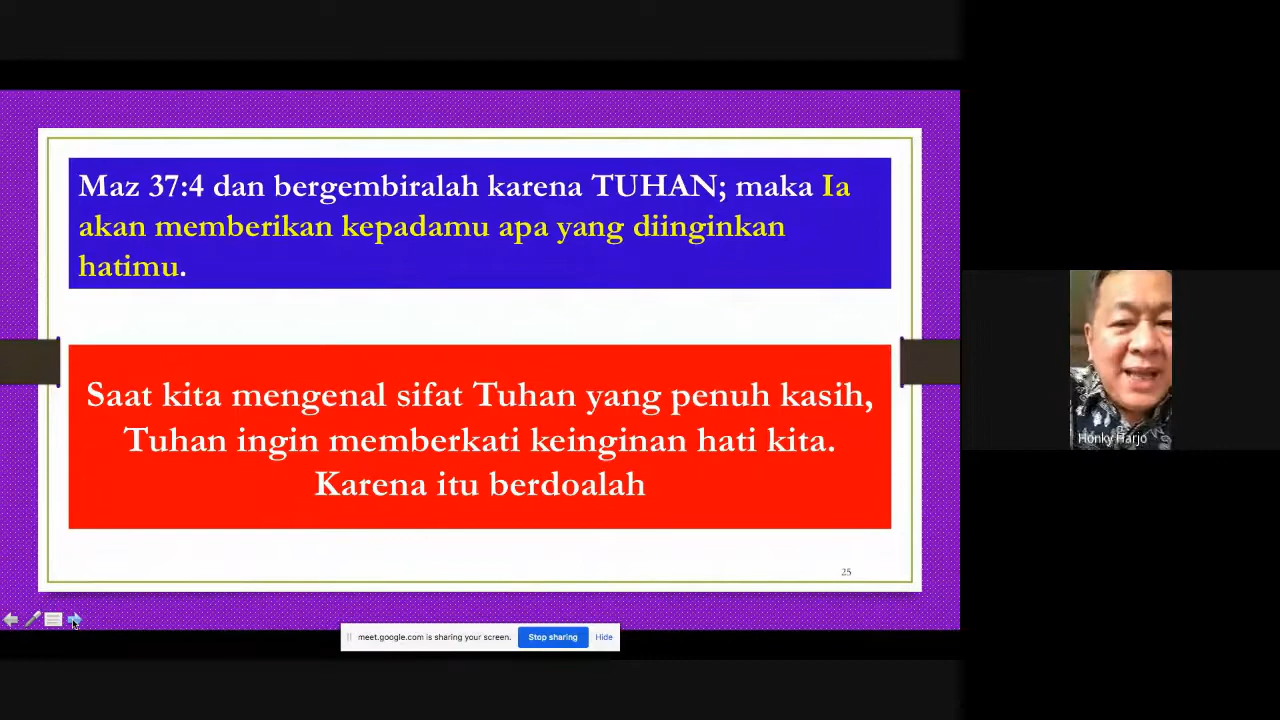 Maz 37:4 dan bergembiralah karena TUHAN; maka Ia
akan memberikan kepadamu apa yang diinginkan
hatimu.
Saat kita mengenal sifat Tuhan yang penuh kasih,
Tuhan ingin memberkati keinginan hati kita.
Karena itu berdoalah
25
Honky Harjo
meet.google.com is sharing your screen.
Stop sharing
Hide